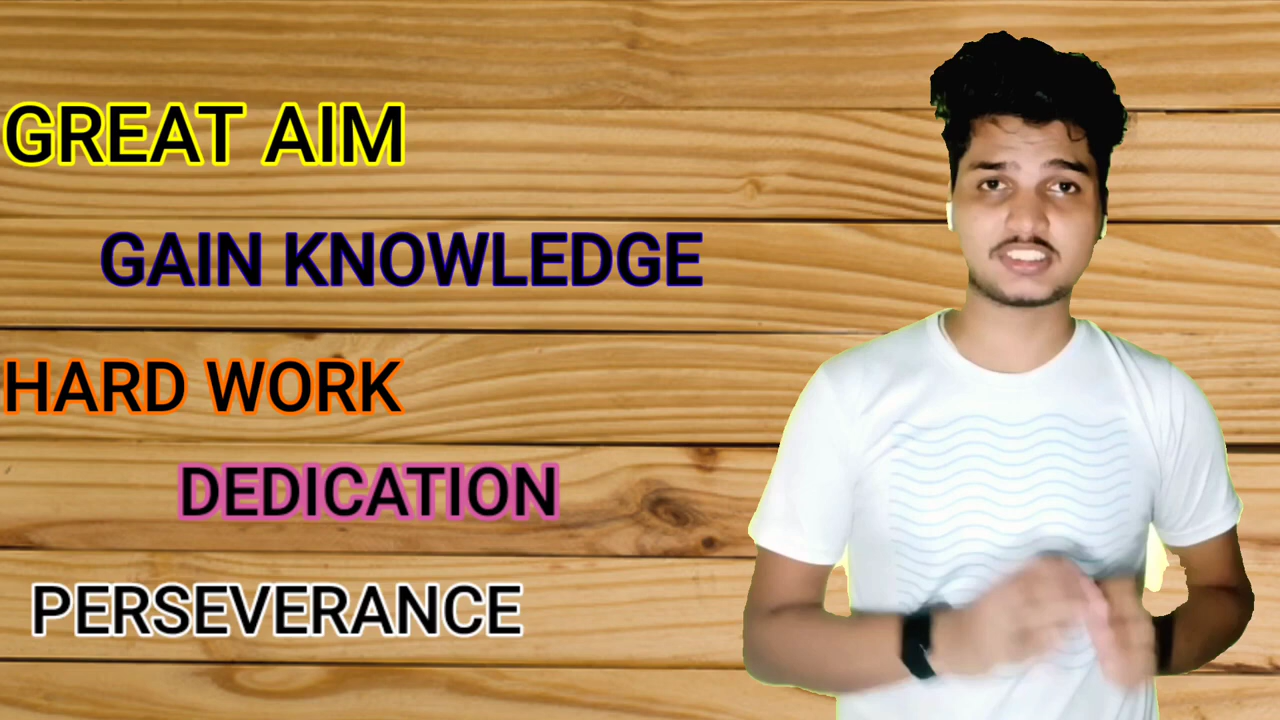 GREAT AIM
GAIN KNOWLEDGE
HARD WORK
DEDICATION
PERSEVERANCE